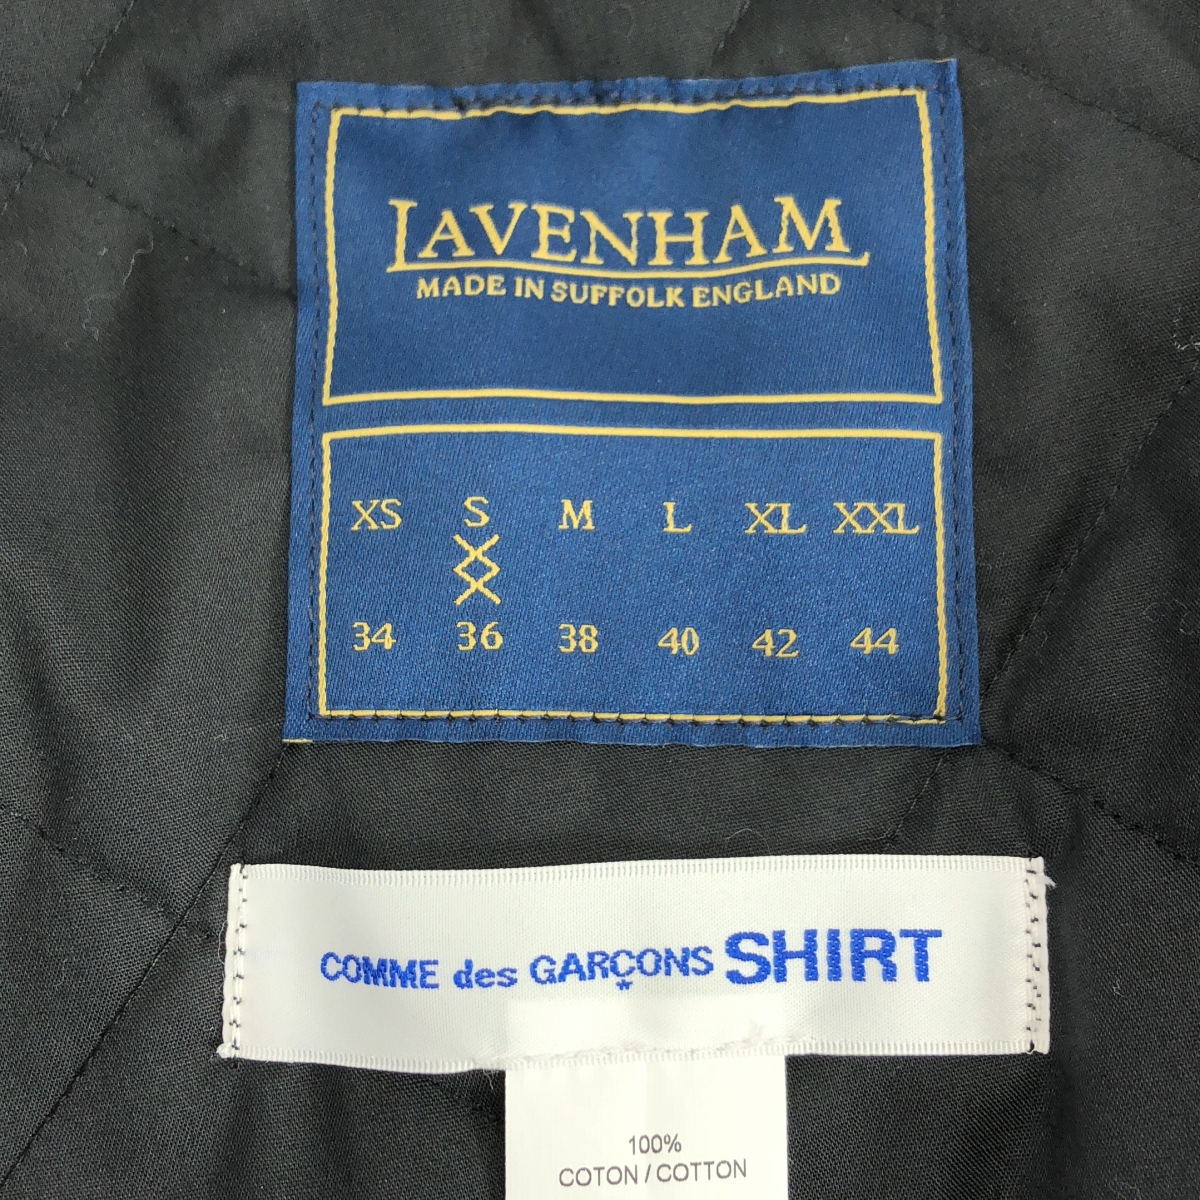 LAVENHAM
MADE IN SUFFOLK ENGLAND
XS S M L XL XXL
34 36 38 40 42 44
COMME des GARÇONS SHIRT
100%
COTON / COTTON